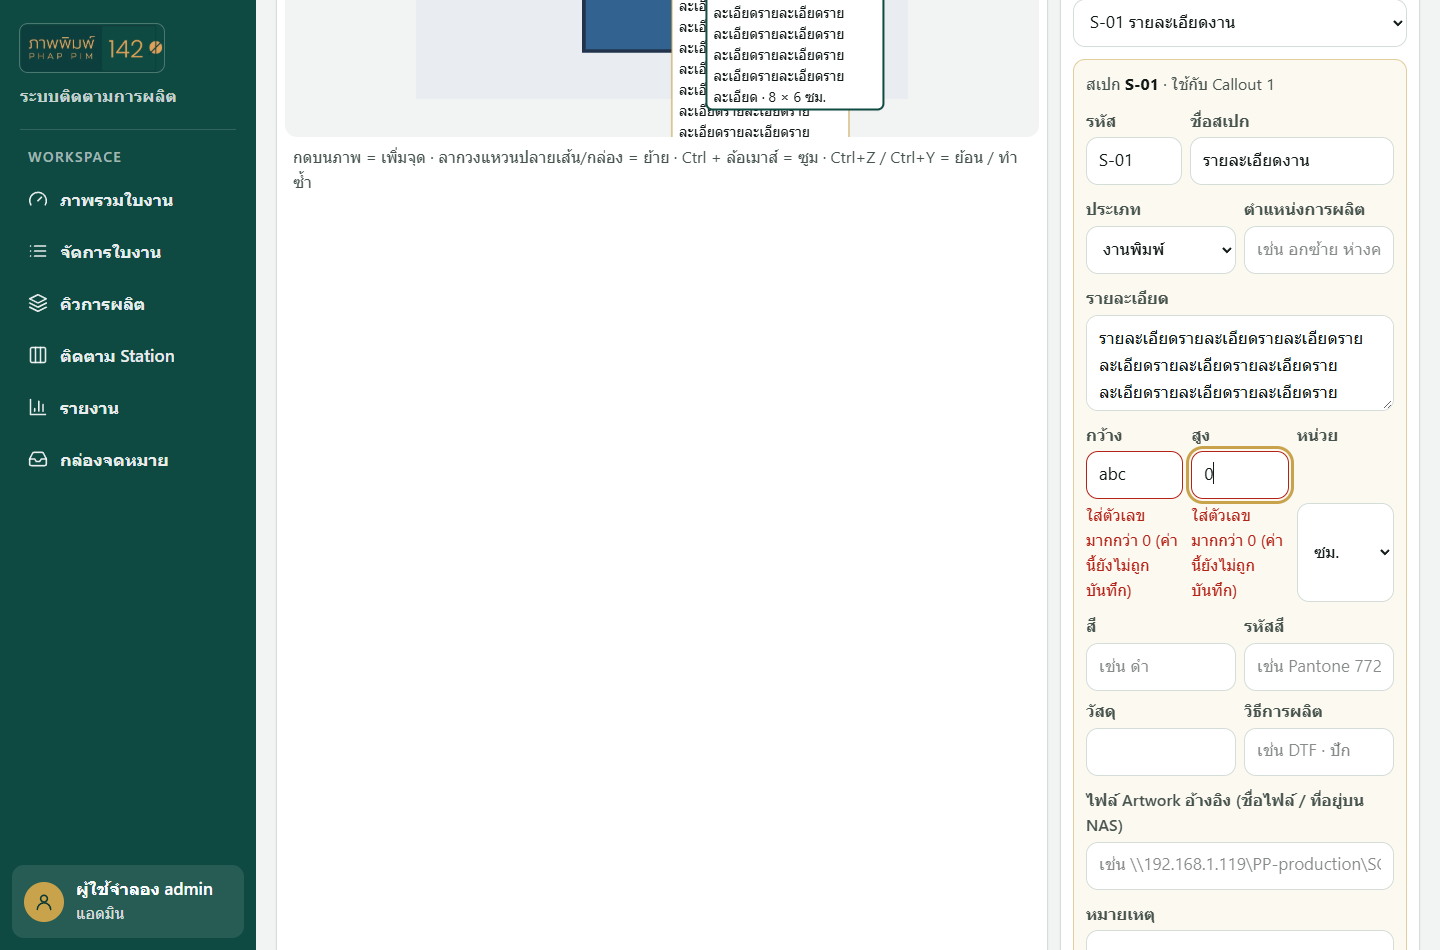 ภาพพิมพ์
PHAP PIM
142
ระบบติดตามการผลิต
WORKSPACE
ภาพรวมใบงาน
จัดการใบงาน
คิวการผลิต
ติดตาม Station
รายงาน
กล่องจดหมาย
ผู้ใช้จำลอง admin
แอดมิน
ละเอียดรายละเอียดราย
ละเอียดรายละเอียดราย
ละเอียดรายละเอียดราย
ละเอียดรายละเอียดราย
ละเอียด · 8 × 6 ซม.
ละเอียดรายละเอียดราย
ละเอียดรายละเอียดราย
กดบนภาพ = เพิ่มจุด · ลากวงแหวนปลายเส้น/กล่อง = ย้าย · Ctrl + ล้อเมาส์ = ซูม · Ctrl+Z / Ctrl+Y = ย้อน / ทำ
ซ้ำ
S-01 รายละเอียดงาน
สเปก S-01 · ใช้กับ Callout 1
รหัส
ชื่อสเปก
S-01
รายละเอียดงาน
ประเภท
ตำแหน่งการผลิต
งานพิมพ์
เช่น อกซ้าย ห่างค
รายละเอียด
รายละเอียดรายละเอียดรายละเอียดราย
ละเอียดรายละเอียดรายละเอียดราย
ละเอียดรายละเอียดรายละเอียดราย
กว้าง
สูง
หน่วย
abc
0
ใส่ตัวเลข
มากกว่า 0 (ค่า
นี้ยังไม่ถูก
บันทึก)
ใส่ตัวเลข
มากกว่า 0 (ค่า
นี้ยังไม่ถูก
บันทึก)
ซม.
สี
รหัสสี
เช่น ดำ
เช่น Pantone 772
วัสดุ
วิธีการผลิต
เช่น DTF · ปัก
ไฟล์ Artwork อ้างอิง (ชื่อไฟล์ / ที่อยู่บน
NAS)
เช่น \\192.168.1.119\PP-production\SC
หมายเหตุ